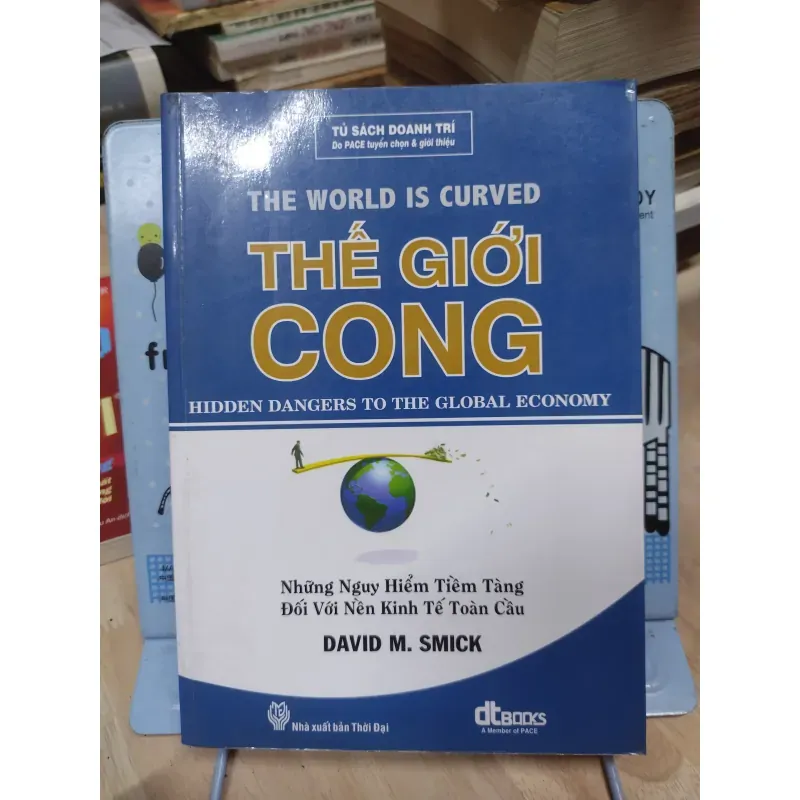 TỦ SÁCH DOANH TRÍ
Do PACE tuyển chọn & giới thiệu
THE WORLD IS CURVED
THẾ GIỚI
CONG
HIDDEN DANGERS TO THE GLOBAL ECONOMY
Những Nguy Hiểm Tiềm Tàng
Đối Với Nền Kinh Tế Toàn Cầu
DAVID M. SMICK
Nhà xuất bản Thời Đại
dtBOOKS
A Member of PACE